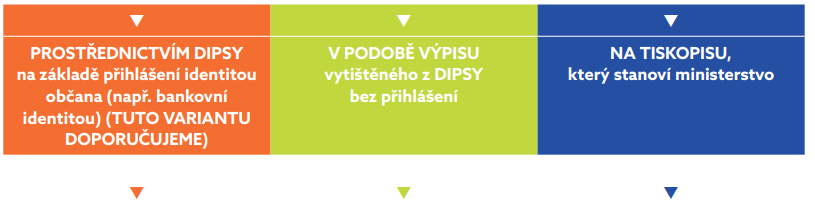 PROSTŘEDNICTVÍM DIPSY
na základě přihlášení identitou
občana (např. bankovní
identitou) (TUTO VARIANTU
DOPORUČUJEME)
V PODOBĚ VÝPISU
vytištěného z DIPSY
bez přihlášení
NA TISKOPISU,
který stanoví ministerstvo